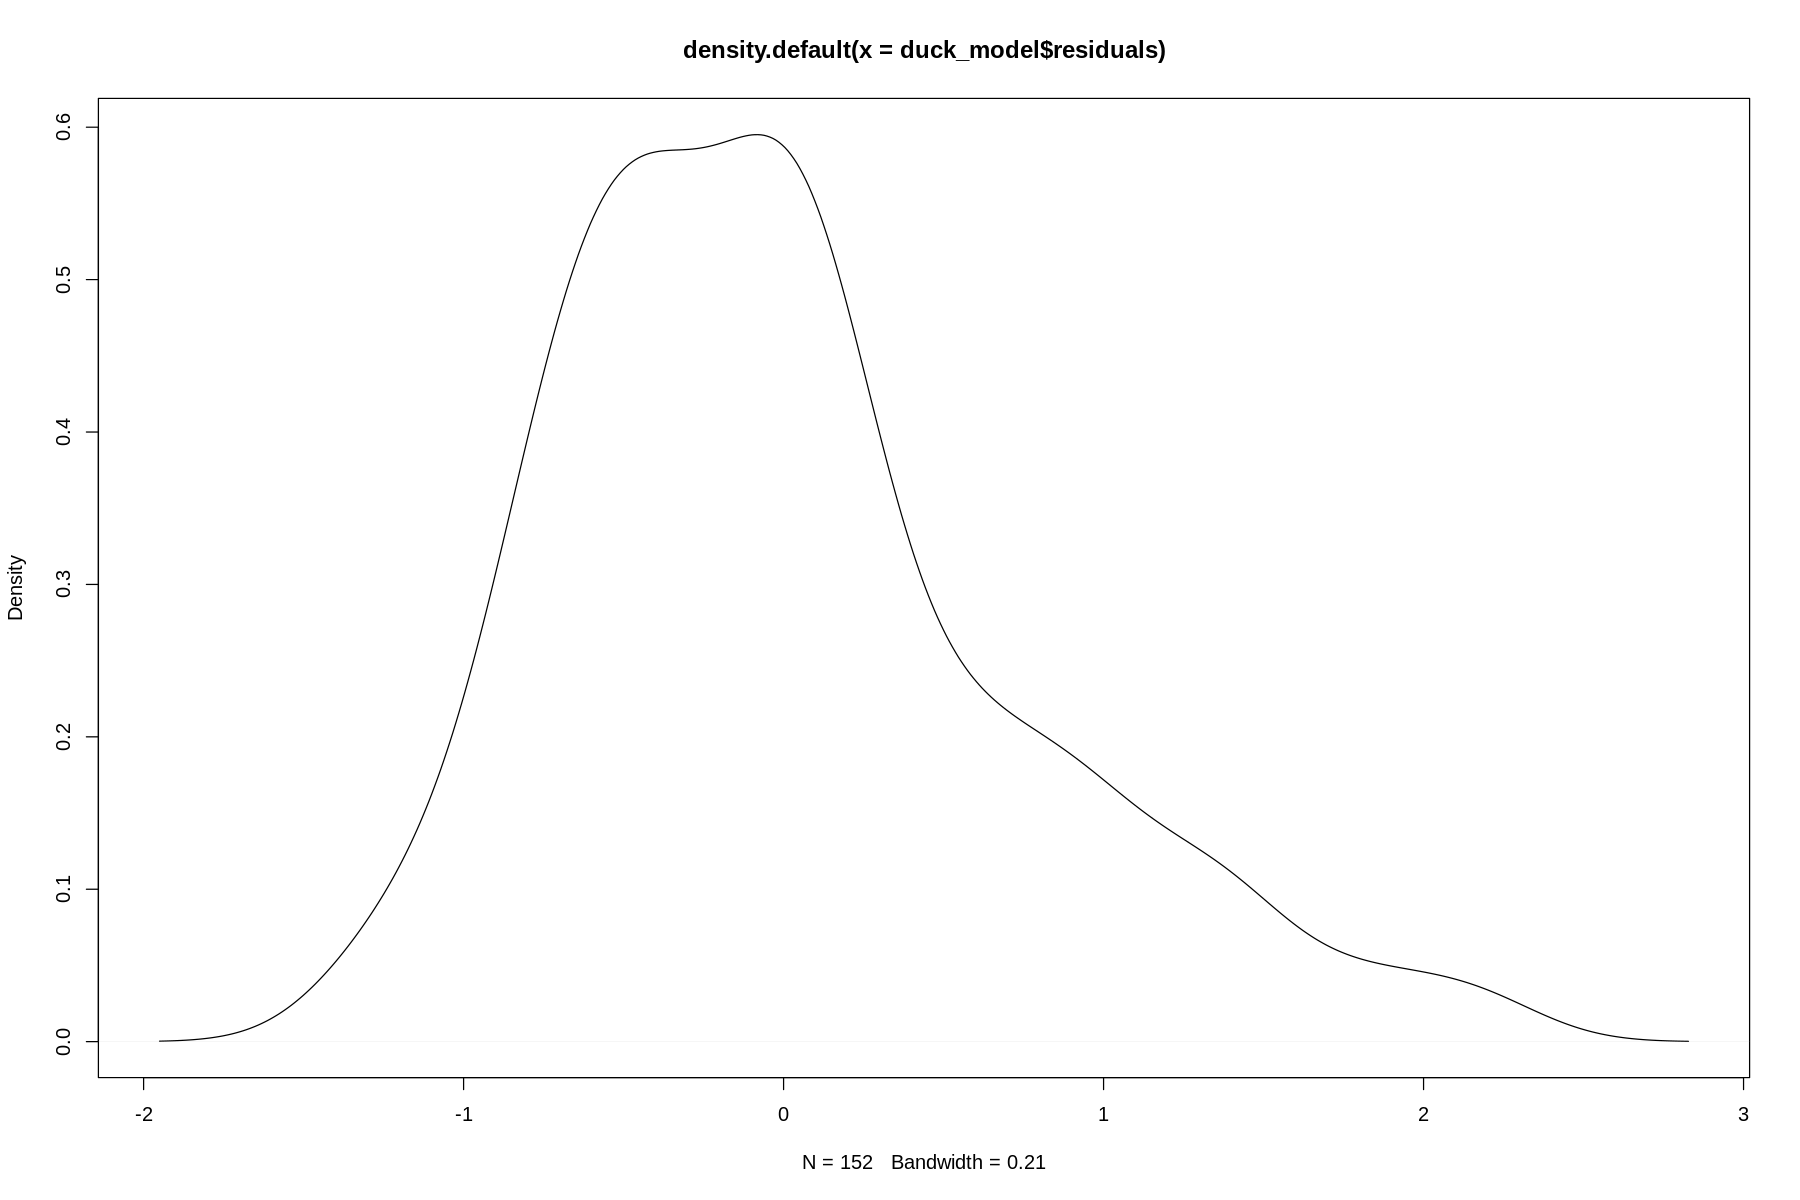 density.default(x = duck_model$residuals)
Density
0.6
0.5
0.4
0.3
0.2
0.1
0.0
-2 -1 0 1 2 3
N = 152 Bandwidth = 0.21